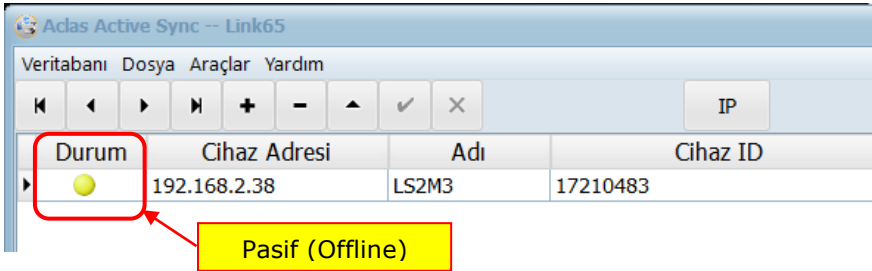 Aclas Active Sync -- Link65
Veritabanı Dosya Araçlar Yardım
IP
Durum Cihaz Adresi Adı Cihaz ID
192.168.2.38 LS2M3 17210483
Pasif (Offline)